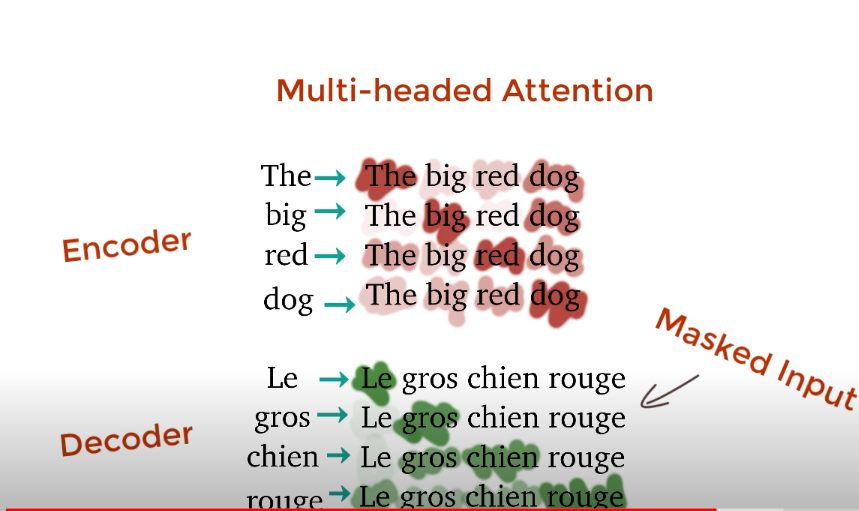 Multi-headed Attention
Encoder
The → The big red dog
big → The big red dog
red → The big red dog
dog → The big red dog
Masked Input
Decoder
Le → Le gros chien rouge
gros → Le gros chien rouge
chien → Le gros chien rouge
rouge → Le gros chien rouge